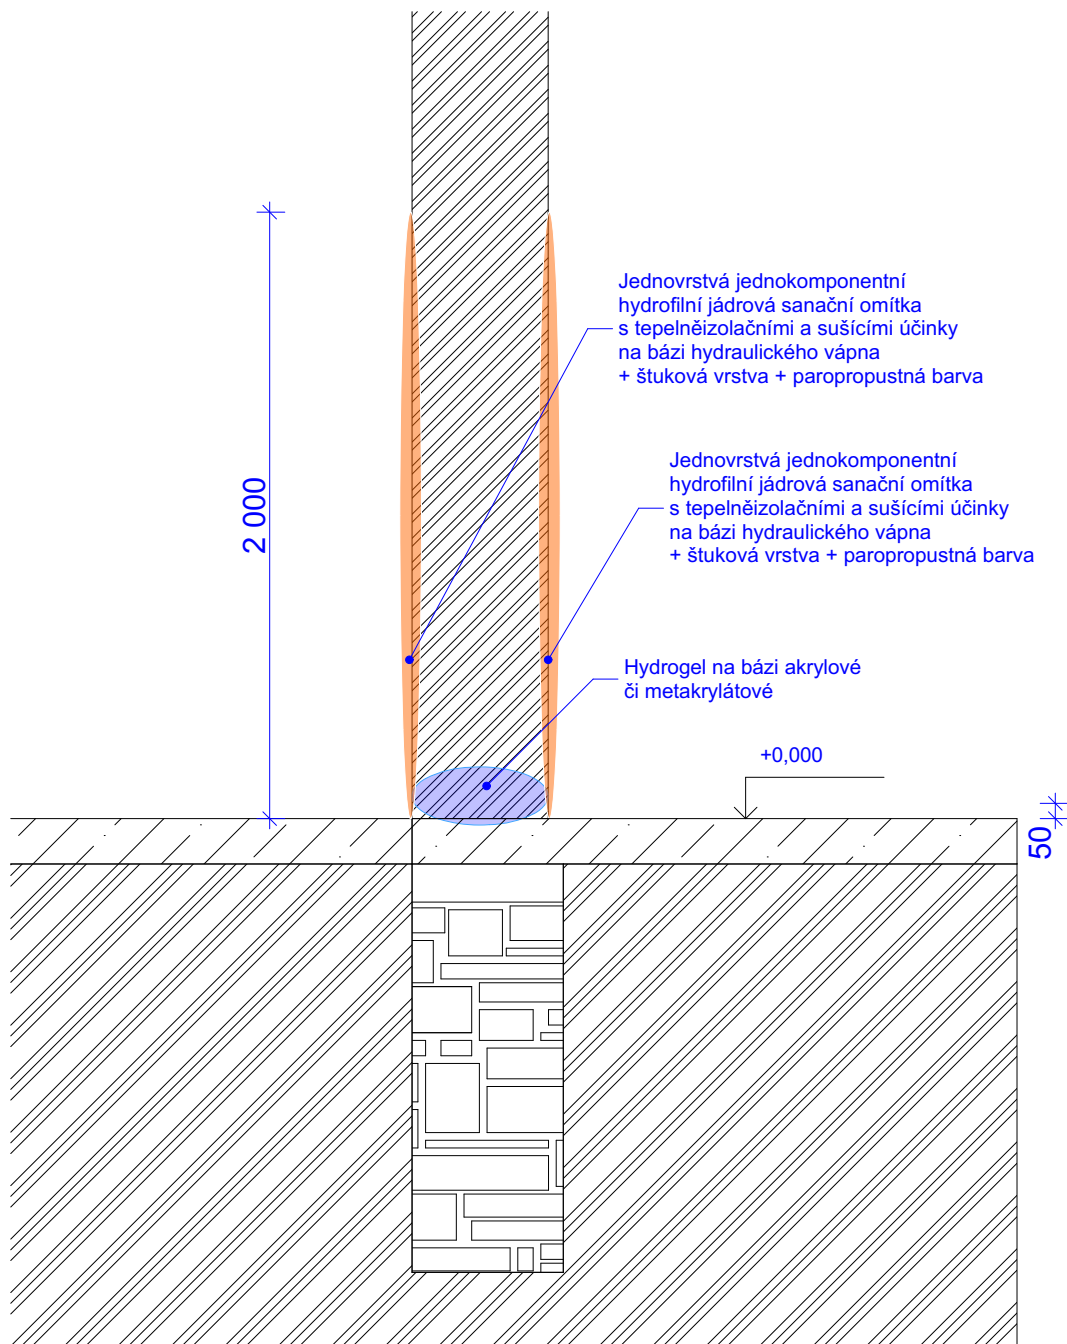 Jednovrstvá jednokomponentní
hydrofilní jádrová sanační omítka
s tepelněizolačními a sušícími účinky
na bázi hydraulického vápna
+ štuková vrstva + paropropustná barva
Jednovrstvá jednokomponentní
hydrofilní jádrová sanační omítka
s tepelněizolačními a sušícími účinky
na bázi hydraulického vápna
+ štuková vrstva + paropropustná barva
2 000
Hydrogel na bázi akrylové
či metakrylátové
+0,000
50